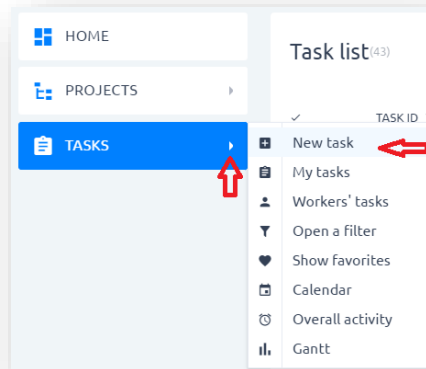 HOME
PROJECTS
TASKS
Task list(43)
TASK ID
New task
My tasks
Workers' tasks
Open a filter
Show favorites
Calendar
Overall activity
Gantt